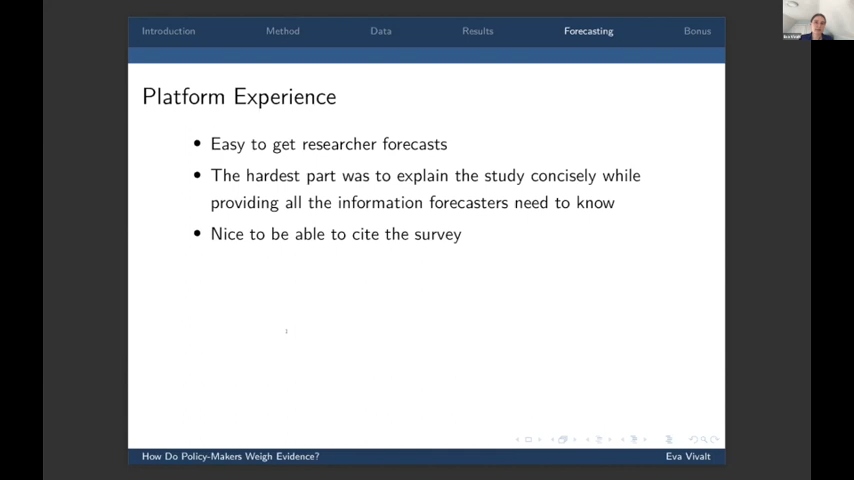 Introduction Method Data Results Forecasting Bonus
Eva Vivalt
Platform Experience
• Easy to get researcher forecasts
• The hardest part was to explain the study concisely while
providing all the information forecasters need to know
• Nice to be able to cite the survey
How Do Policy-Makers Weigh Evidence? Eva Vivalt